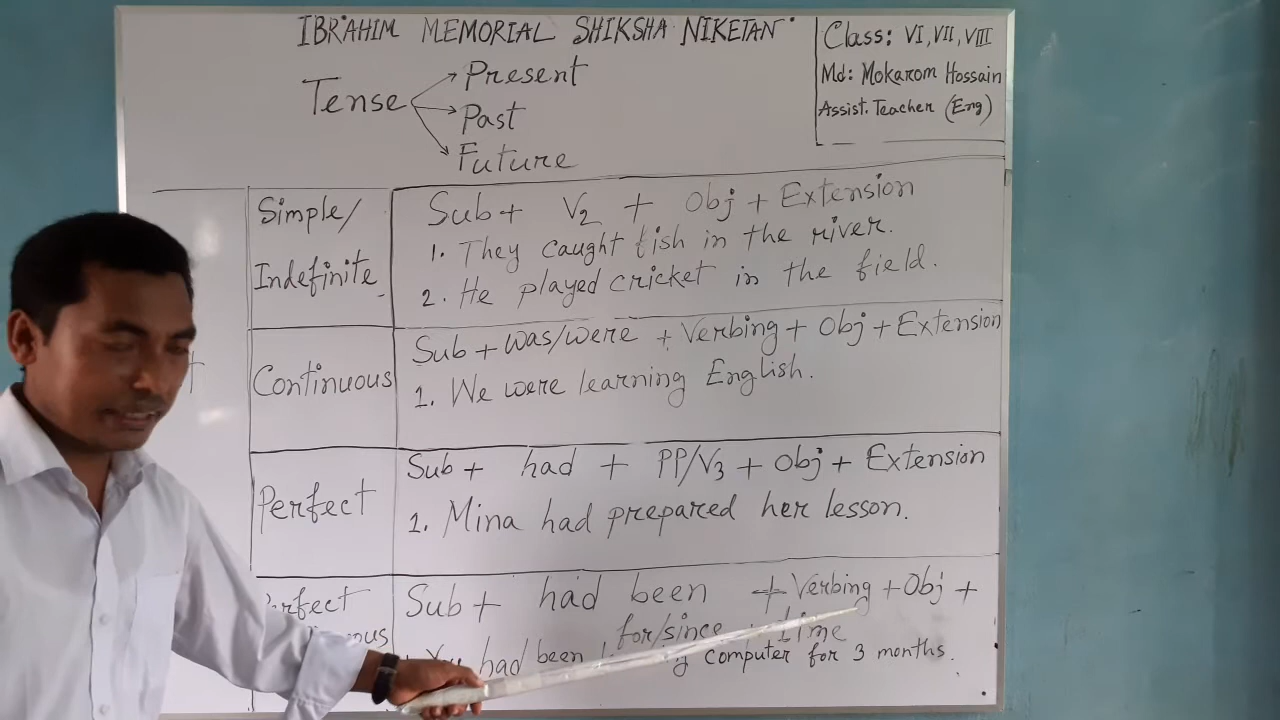 IBRAHIM MEMORIAL SHIKSHA NIKETAN
Class: VI, VII, VIII
Md: Mokarom Hossain
Assist. Teacher (Eng)
Tense
Present
Past
Future
Simple/
Indefinite
Sub + V2 + Obj + Extension
1. They caught fish in the river.
2. He played cricket in the field.
Continuous
Sub + was/were + Verbing + Obj + Extension
1. We were learning English.
Perfect
Sub + had + PP/V3 + Obj + Extension
1. Mina had prepared her lesson.
Sub + had been + Verbing + Obj +
for/since + time
had been computer for 3 months.